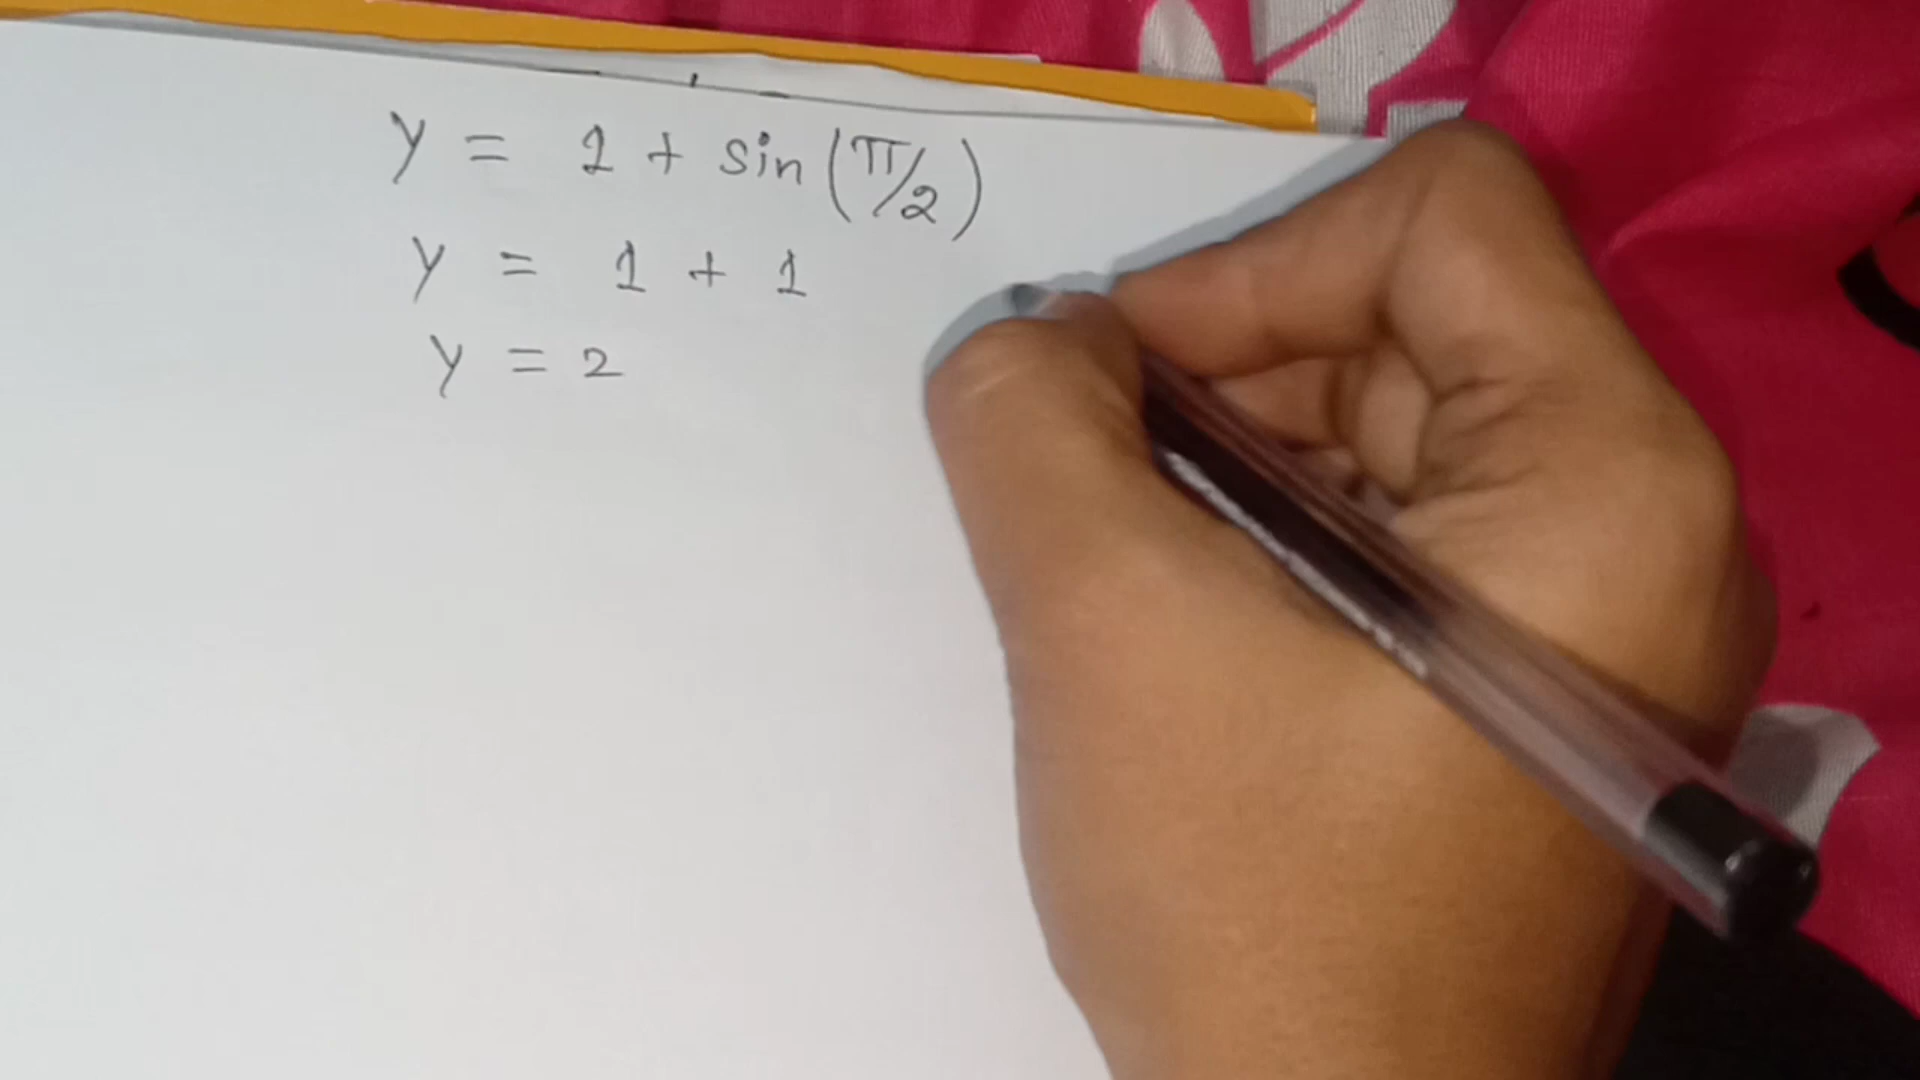 y = 1 + sin(π/2)
y = 1 + 1
y = 2